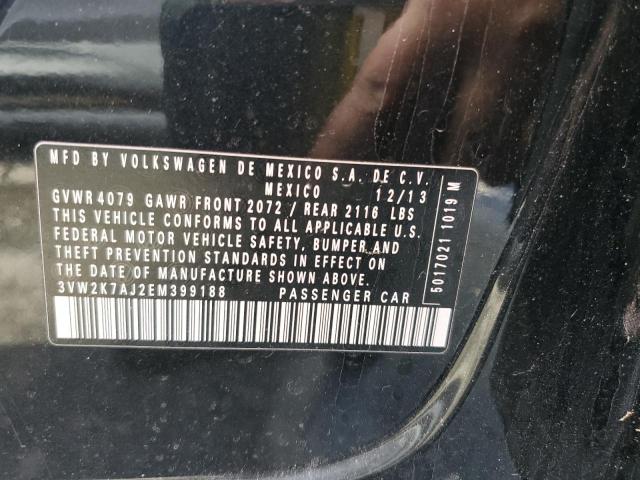 MFD BY VOLKSWAGEN DE MEXICO S.A. DE C.V.
MEXICO 12/13
GVWR 4079 GAWR FRONT 2072 / REAR 2116 LBS
THIS VEHICLE CONFORMS TO ALL APPLICABLE U.S.
FEDERAL MOTOR VEHICLE SAFETY, BUMPER AND
THEFT PREVENTION STANDARDS IN EFFECT ON
THE DATE OF MANUFACTURE SHOWN ABOVE.
3VW2K7AJ2EM399188 PASSENGER CAR
5017021 1019 M